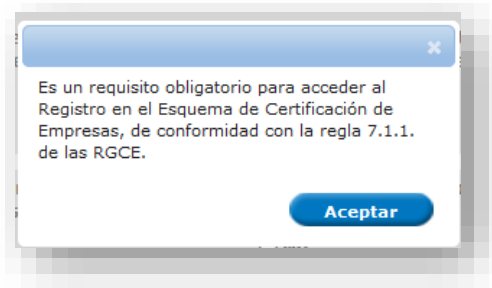 Es un requisito obligatorio para acceder al
Registro en el Esquema de Certificación de
Empresas, de conformidad con la regla 7.1.1.
de las RGCE.
Aceptar